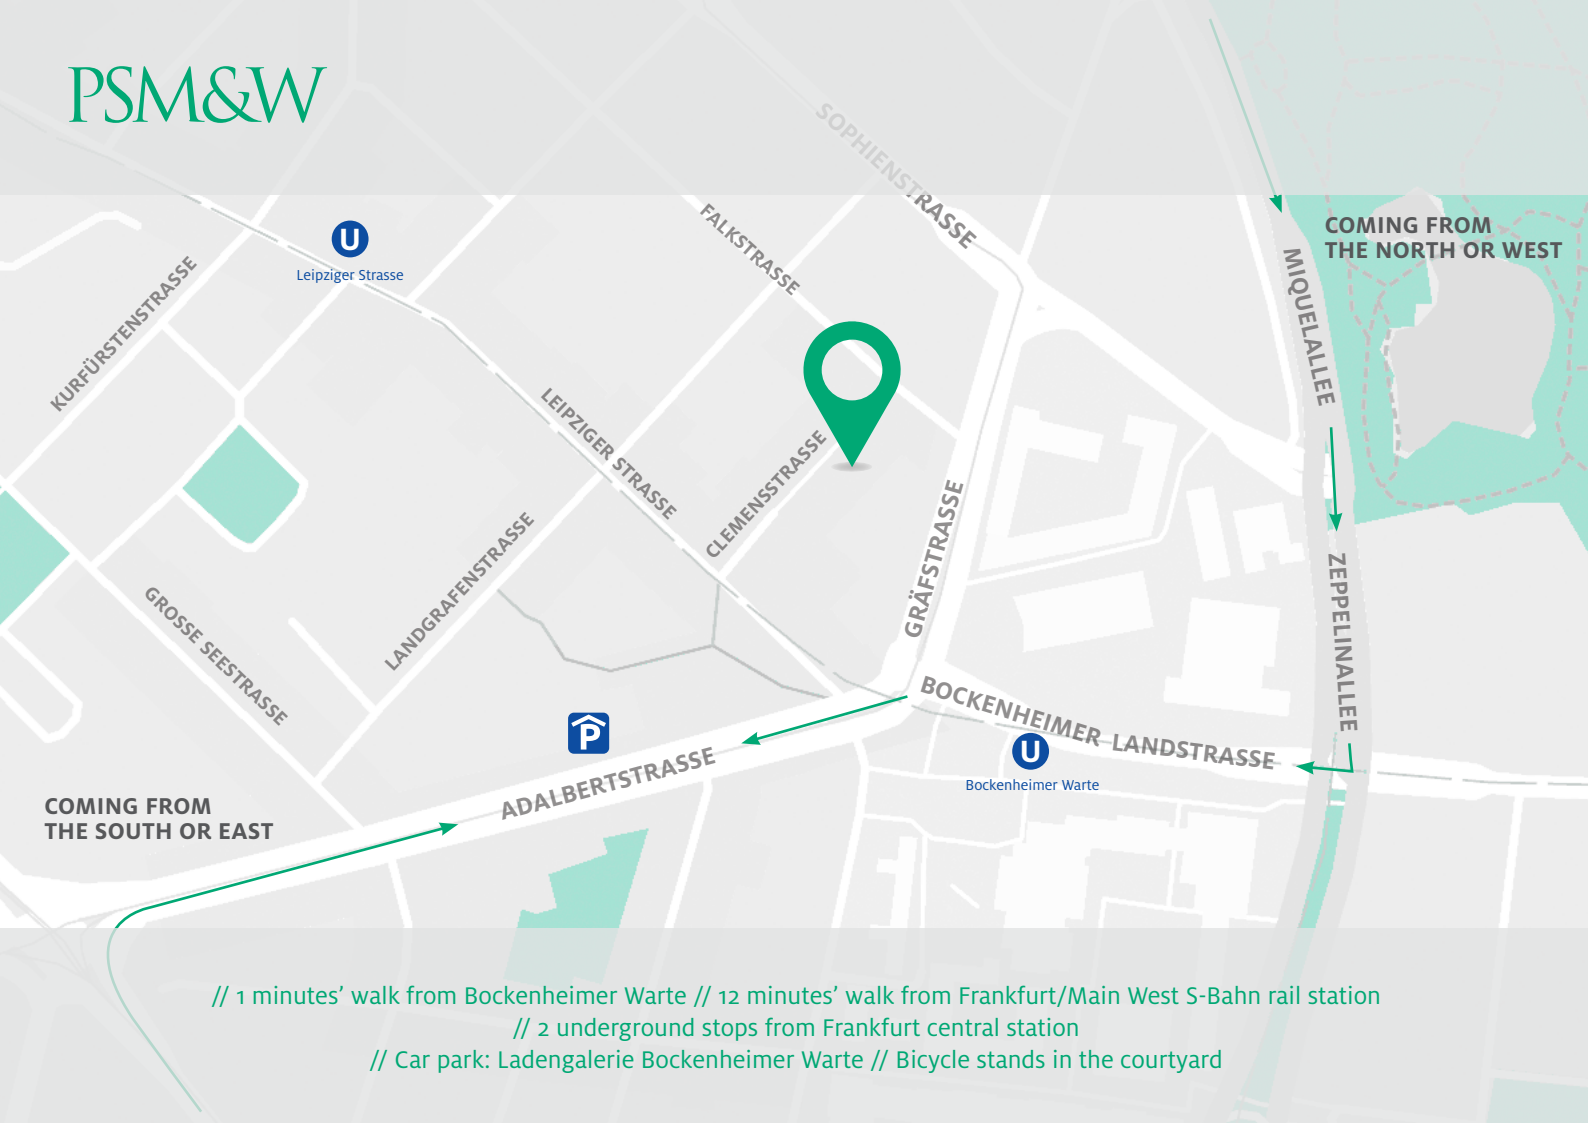 PSM&W
SOPHIENSTRASSE
FALKSTRASSE
COMING FROM
THE NORTH OR WEST
U
Leipziger Strasse
MIQUELALLEE
KURFÜRSTENSTRASSE
LEIPZIGER STRASSE
CLEMENSSTRASSE
GRÄFSTRASSE
LANDGRAFENSTRASSE
ZEPPELINALLEE
GROSSE SEESTRASSE
BOCKENHEIMER LANDSTRASSE
P
U
Bockenheimer Warte
ADALBERTSTRASSE
COMING FROM
THE SOUTH OR EAST
// 1 minutes’ walk from Bockenheimer Warte // 12 minutes’ walk from Frankfurt/Main West S-Bahn rail station
// 2 underground stops from Frankfurt central station
// Car park: Ladengalerie Bockenheimer Warte // Bicycle stands in the courtyard